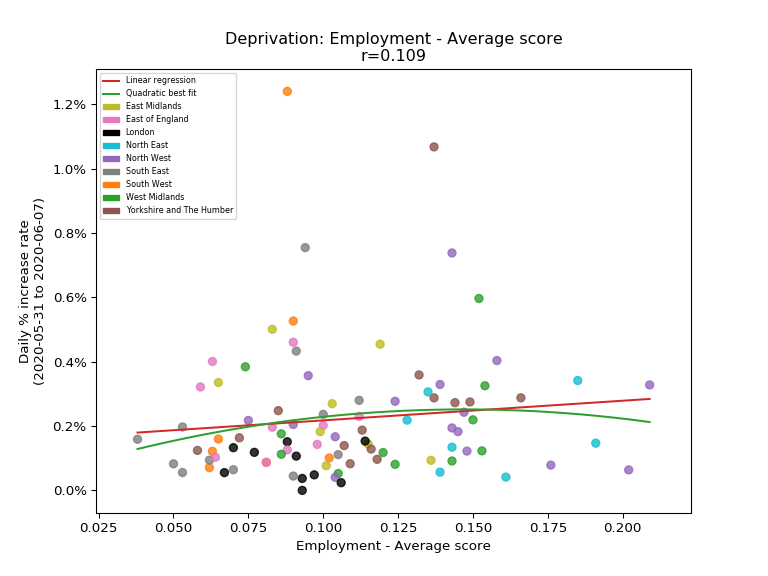 Deprivation: Employment - Average score
r=0.109
Linear regression
Quadratic best fit
East Midlands
East of England
London
North East
North West
South East
South West
West Midlands
Yorkshire and The Humber
Daily % increase rate
(2020-05-31 to 2020-06-07)
1.2%
1.0%
0.8%
0.6%
0.4%
0.2%
0.0%
0.025 0.050 0.075 0.100 0.125 0.150 0.175 0.200
Employment - Average score